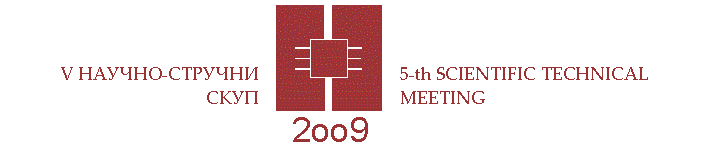 V НАУЧНО-СТРУЧНИ
СКУП
5-th SCIENTIFIC TECHNICAL
MEETING
2oo9